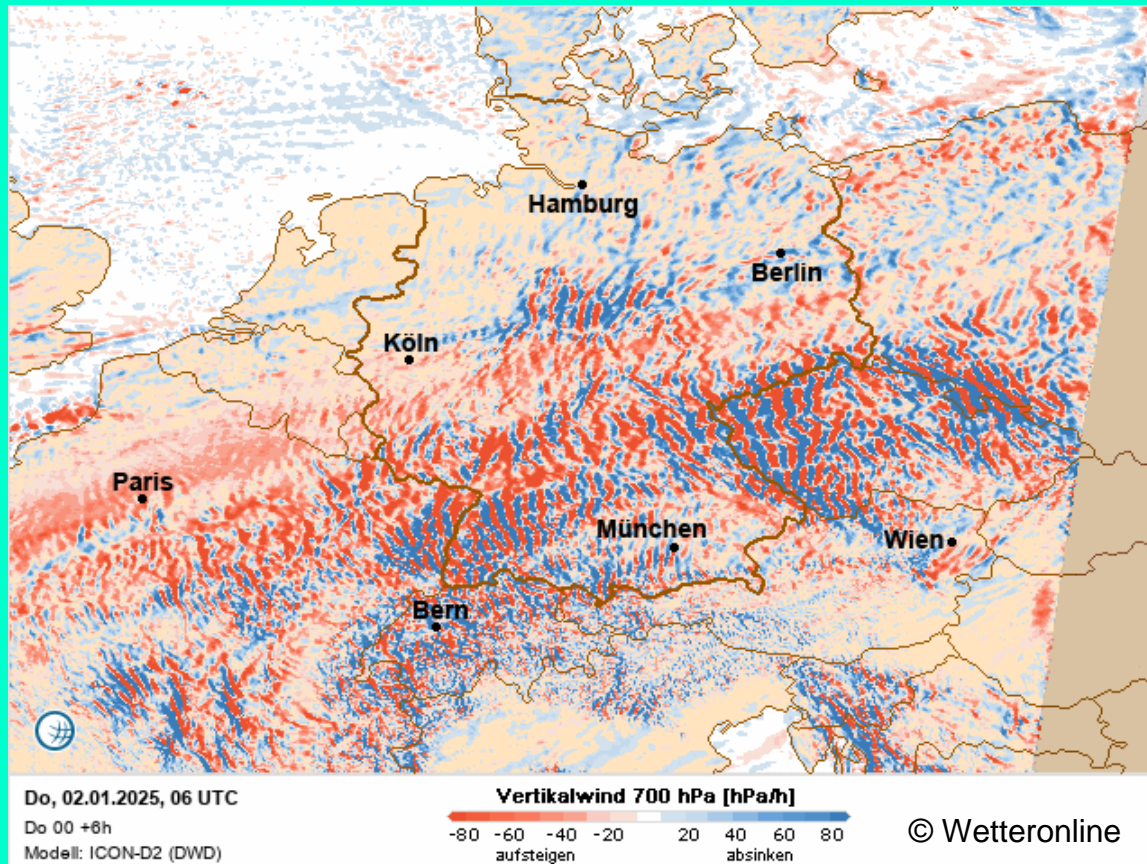 Hamburg
Berlin
Köln
Paris
München
Wien
Bern
Do, 02.01.2025, 06 UTC
Do 00 +6h
Modell: ICON-D2 (DWD)
Vertikalwind 700 hPa [hPa/h]
-80 -60 -40 -20 20 40 60 80
aufsteigen absinken
© Wetteronline